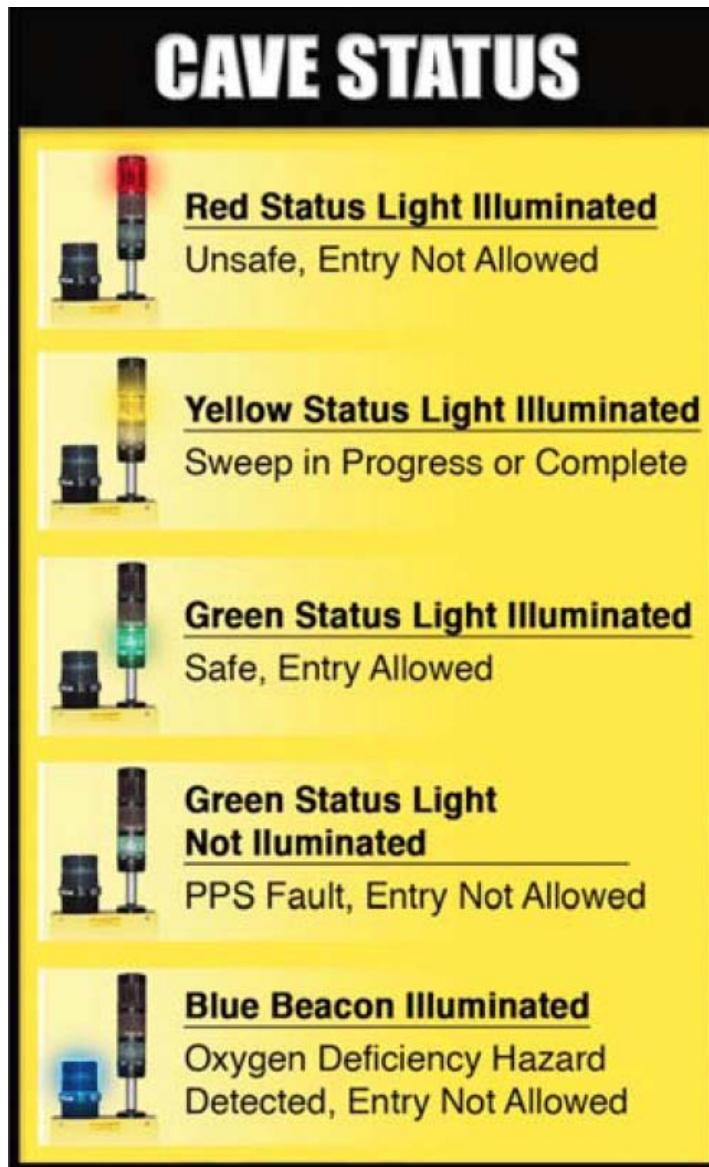 CAVE STATUS
Red Status Light Illuminated
Unsafe, Entry Not Allowed
Yellow Status Light Illuminated
Sweep in Progress or Complete
Green Status Light Illuminated
Safe, Entry Allowed
Green Status Light
Not Iluminated
PPS Fault, Entry Not Allowed
Blue Beacon Illuminated
Oxygen Deficiency Hazard
Detected, Entry Not Allowed